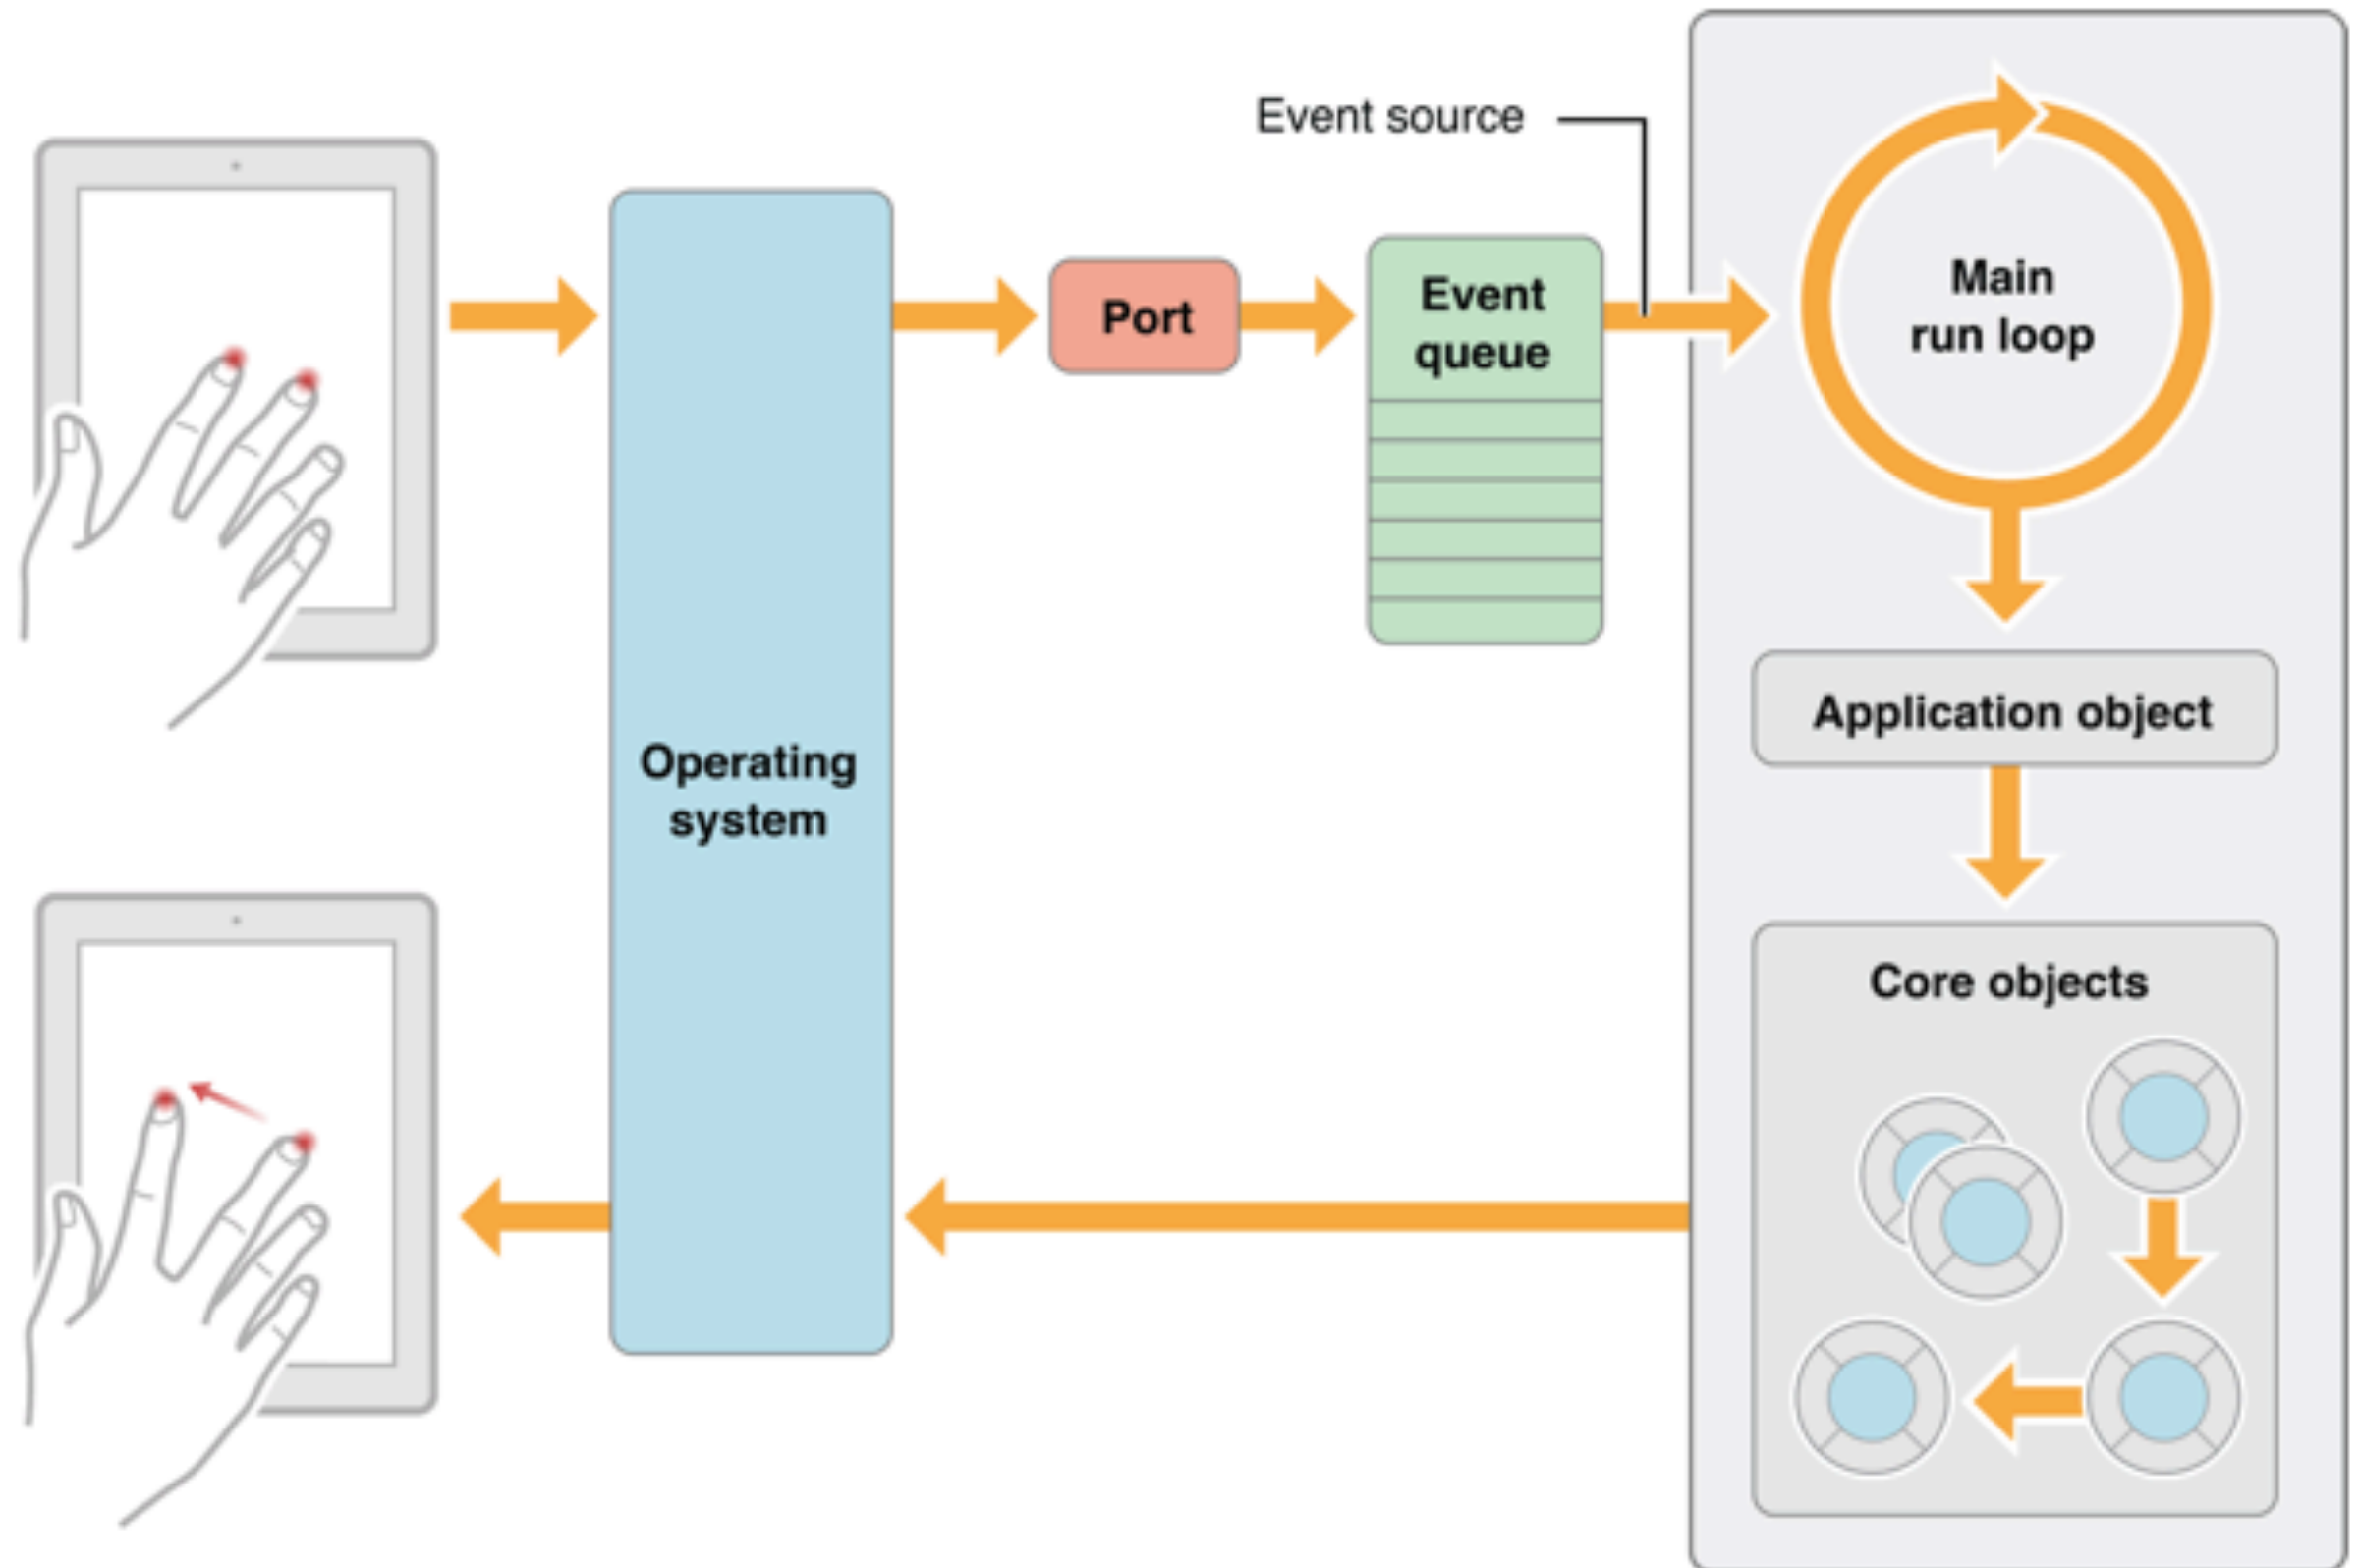 Event source
Main
run loop
Port
Event
queue
Operating
system
Application object
Core objects